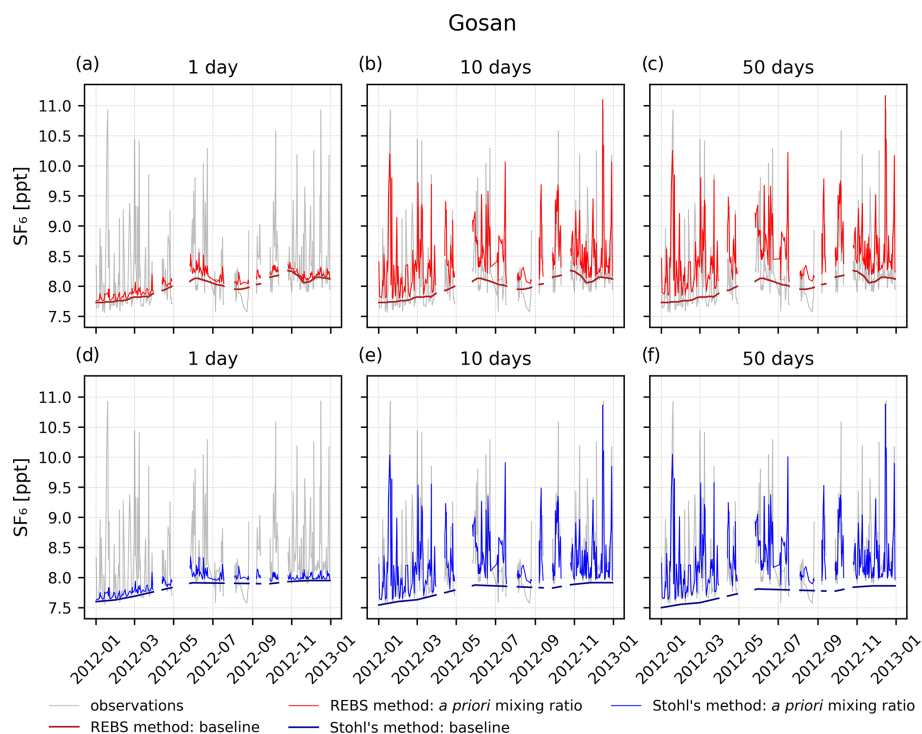 Gosan
(a) 1 day (b) 10 days (c) 50 days
11.0
10.5
10.0
9.5
9.0
8.5
8.0
7.5
SF₆ [ppt]
(d) 1 day (e) 10 days (f) 50 days
11.0
10.5
10.0
9.5
9.0
8.5
8.0
7.5
SF₆ [ppt]
2012-01 2012-03 2012-05 2012-07 2012-09 2012-11 2013-01 2012-01 2012-03 2012-05 2012-07 2012-09 2012-11 2013-01 2012-01 2012-03 2012-05 2012-07 2012-09 2012-11 2013-01
observations REBS method: a priori mixing ratio Stohl's method: a priori mixing ratio
REBS method: baseline Stohl's method: baseline